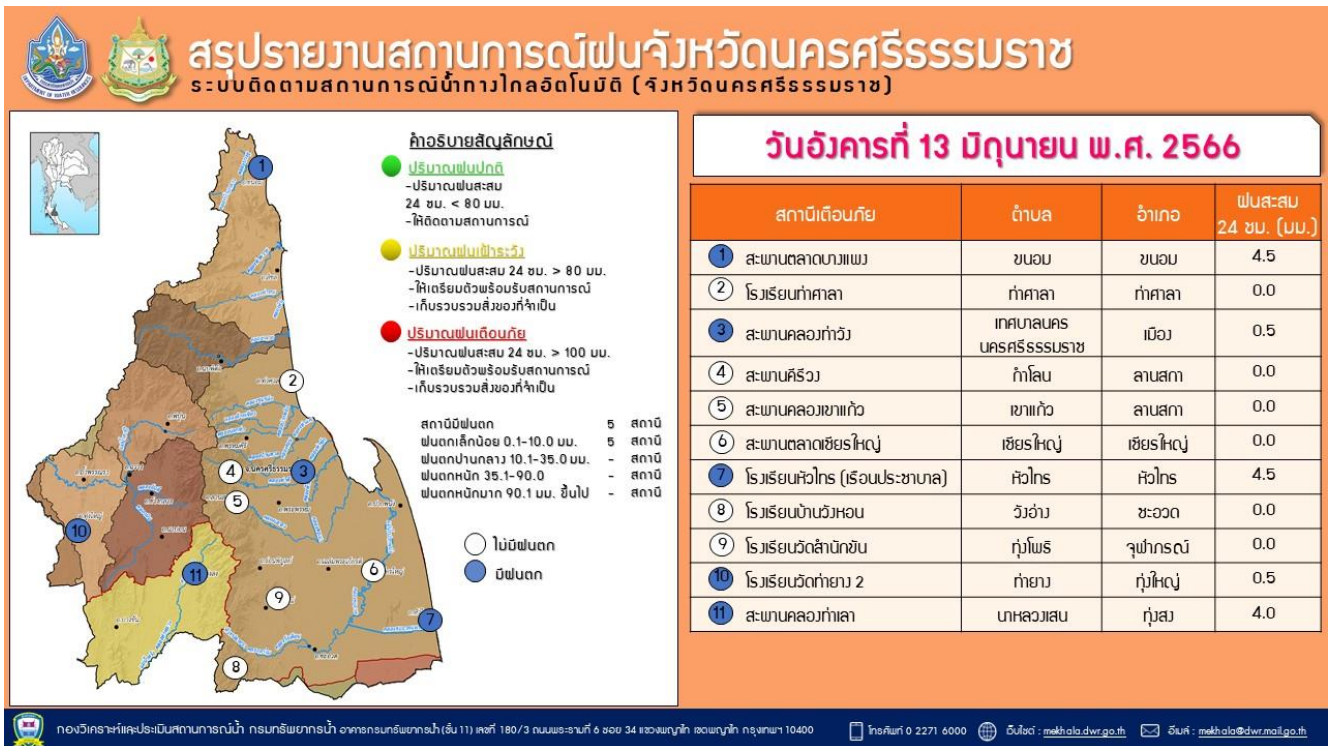 สรุปรายงานสถานการณ์ฝนจังหวัดนครศรีธรรมราช
ระบบติดตามสถานการณ์น้ำทางไกลอัตโนมัติ (จังหวัดนครศรีธรรมราช)
คำอธิบายสัญลักษณ์
ปริมาณฝนปกติ
-ปริมาณฝนสะสม
24 ชม. < 80 มม.
-ให้ติดตามสถานการณ์
ปริมาณฝนเฝ้าระวัง
-ปริมาณฝนสะสม 24 ชม. > 80 มม.
-ให้เตรียมตัวพร้อมรับสถานการณ์
-เก็บรวบรวมสิ่งของที่จำเป็น
ปริมาณฝนเตือนภัย
-ปริมาณฝนสะสม 24 ชม. > 100 มม.
-ให้เตรียมตัวพร้อมรับสถานการณ์
-เก็บรวบรวมสิ่งของที่จำเป็น
สถานีมีฝนตก 5 สถานี
ฝนตกเล็กน้อย 0.1-10.0 มม. 5 สถานี
ฝนตกปานกลาง 10.1-35.0 มม. - สถานี
ฝนตกหนัก 35.1-90.0 - สถานี
ฝนตกหนักมาก 90.1 มม. ขึ้นไป - สถานี
ไม่มีฝนตก
มีฝนตก
1
2
3
4
5
6
7
8
9
10
11
วันอังคารที่ 13 มิถุนายน พ.ศ. 2566
สถานีเตือนภัย ตำบล อำเภอ ฝนสะสม
24 ชม. (มม.)
1 สะพานตลาดบางแพง ขนอม ขนอม 4.5
2 โรงเรียนท่าศาลา ท่าศาลา ท่าศาลา 0.0
3 สะพานคลองท่าวัง เทศบาลนคร
นครศรีธรรมราช เมือง 0.5
4 สะพานคีรีวง กำโลน ลานสกา 0.0
5 สะพานคลองเขาแก้ว เขาแก้ว ลานสกา 0.0
6 สะพานตลาดเชียรใหญ่ เชียรใหญ่ เชียรใหญ่ 0.0
7 โรงเรียนหัวไทร (เรือนประชาบาล) หัวไทร หัวไทร 4.5
8 โรงเรียนบ้านวังหอน วังอ่าง ชะอวด 0.0
9 โรงเรียนวัดสำนักขัน ทุ่งโพธิ จุฬาภรณ์ 0.0
10 โรงเรียนวัดท่ายาง 2 ท่ายาง ทุ่งใหญ่ 0.5
11 สะพานคลองท่าเลา นาหลวงเสน ทุ่งสง 4.0
กองวิเคราะห์และประเมินสถานการณ์น้ำ กรมทรัพยากรน้ำ อาคารกรมทรัพยากรน้ำ (ชั้น 11) เลขที่ 180/3 ถนนพระรามที่ 6 ซอย 34 แขวงพญาไท เขตพญาไท กรุงเทพฯ 10400 โทรศัพท์ 0 2271 6000 เว็บไซต์ : mekhala.dwr.go.th อีเมล์ : mekhala@dwr.mail.go.th